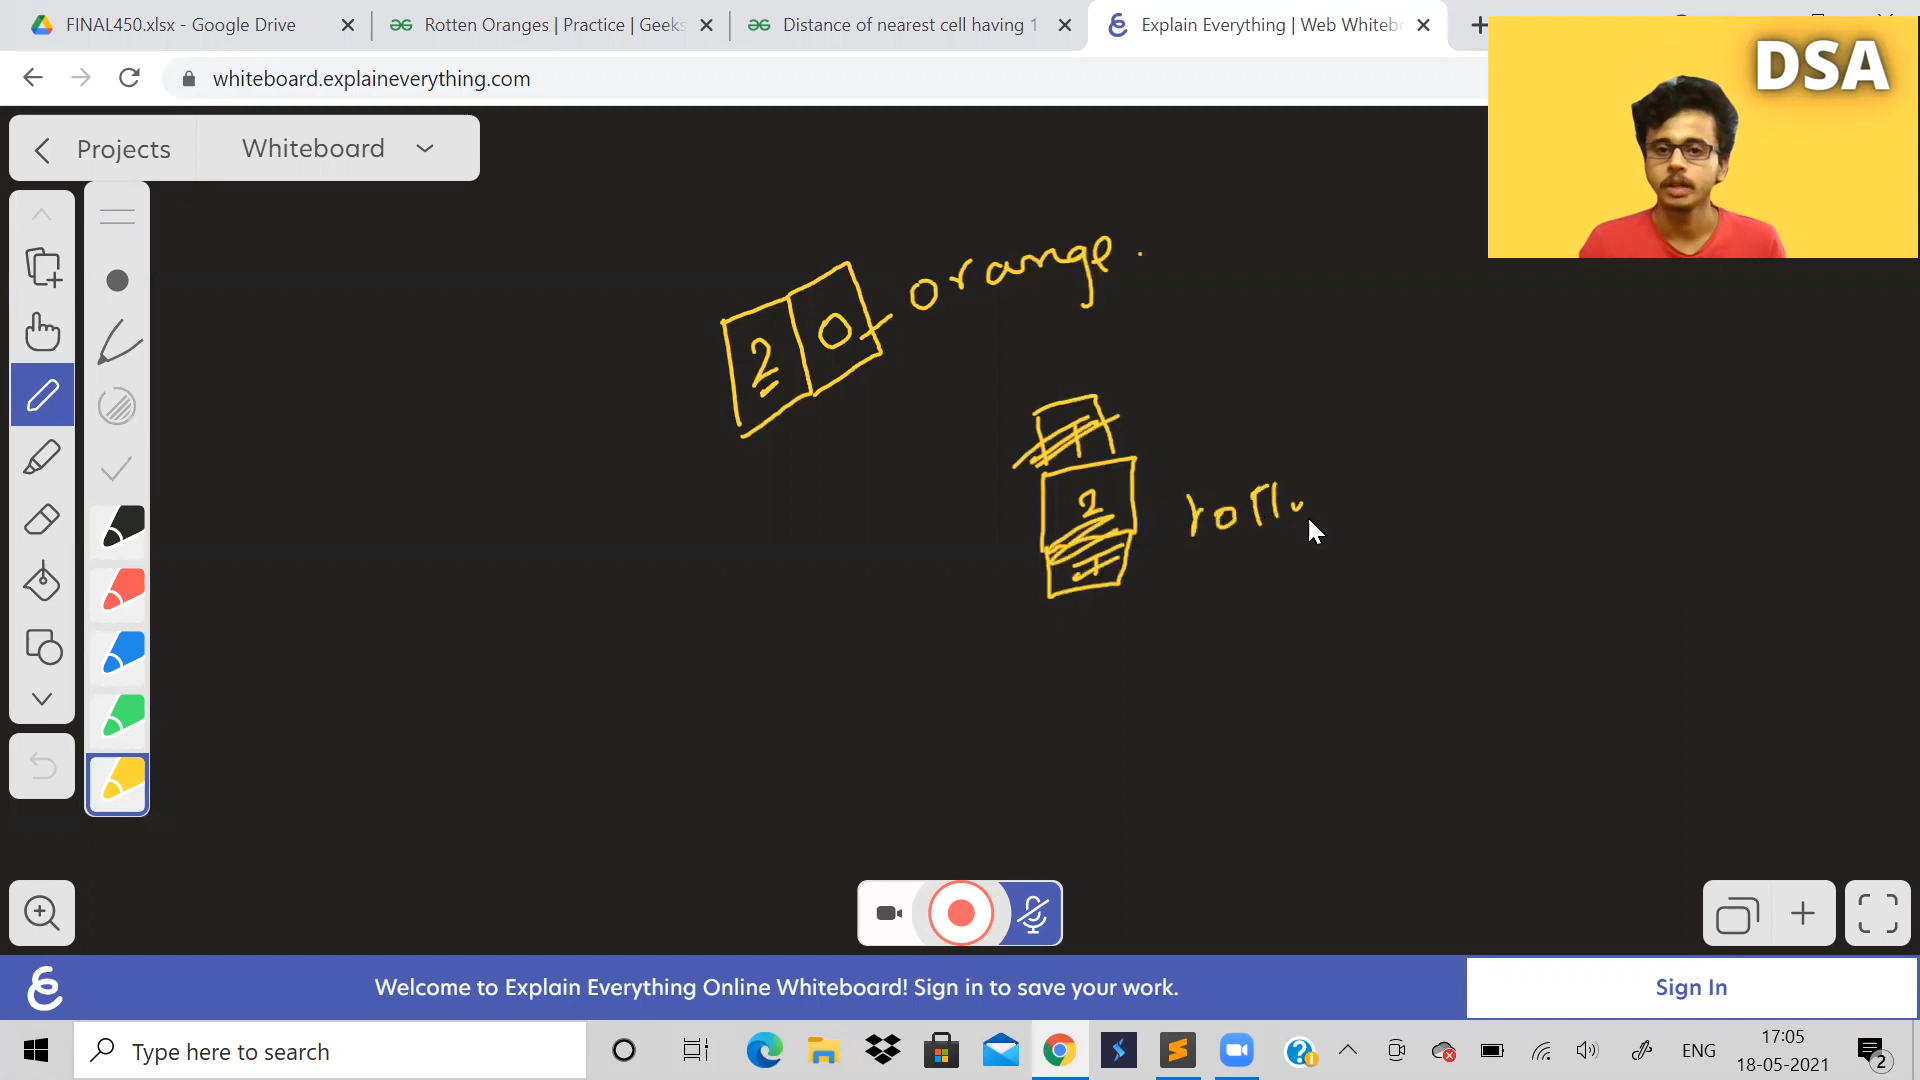 FINAL450.xlsx - Google Drive
Rotten Oranges | Practice | Geeks
Distance of nearest cell having 1
Explain Everything | Web Whitebo
whiteboard.explaineverything.com
DSA
Projects
Whiteboard
2 0 orange.
2
Welcome to Explain Everything Online Whiteboard! Sign in to save your work.
Sign In
Type here to search
ENG
17:05
18-05-2021
2